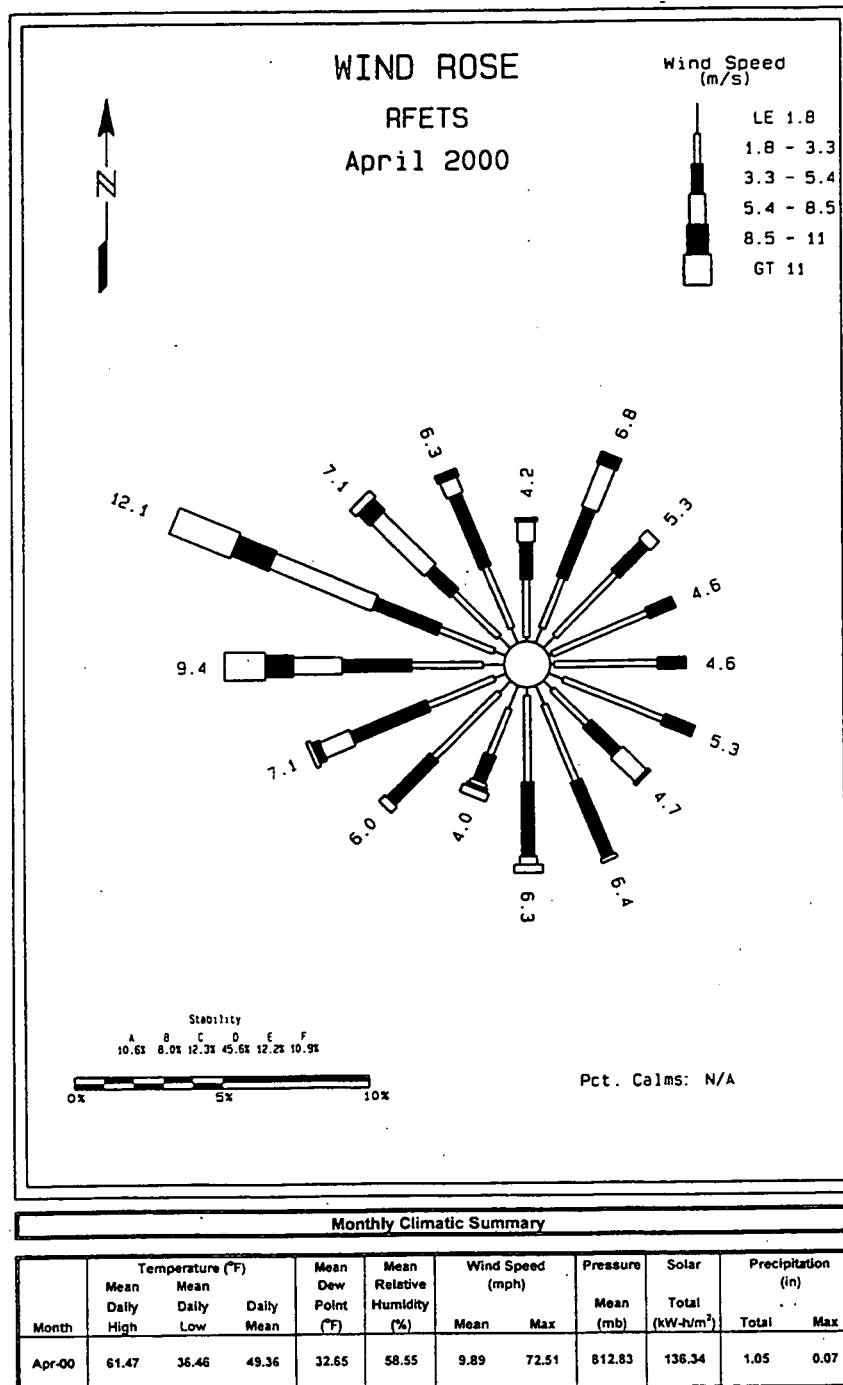 WIND ROSE
RFETS
April 2000
Wind Speed
(m/s)
LE 1.8
1.8 - 3.3
3.3 - 5.4
5.4 - 8.5
8.5 - 11
GT 11
N
12.1
7.1
6.3
4.2
6.8
5.3
4.6
4.6
5.3
4.7
6.4
6.3
4.0
6.0
7.1
9.4
Stability
A B C D E F
10.6% 8.0% 12.3% 45.6% 12.2% 10.9%
0% 5% 10%
Pct. Calms: N/A
Monthly Climatic Summary
Temperature (°F) Mean Mean Wind Speed Pressure Solar Precipitation
Mean Mean Dew Relative (mph) (in)
Daily Daily Daily Point Humidity Mean Total
Month High Low Mean (°F) (%) Mean Max (mb) (kW-h/m²) Total Max
Apr-00 61.47 36.46 49.36 32.65 58.55 9.89 72.51 812.83 136.34 1.05 0.07